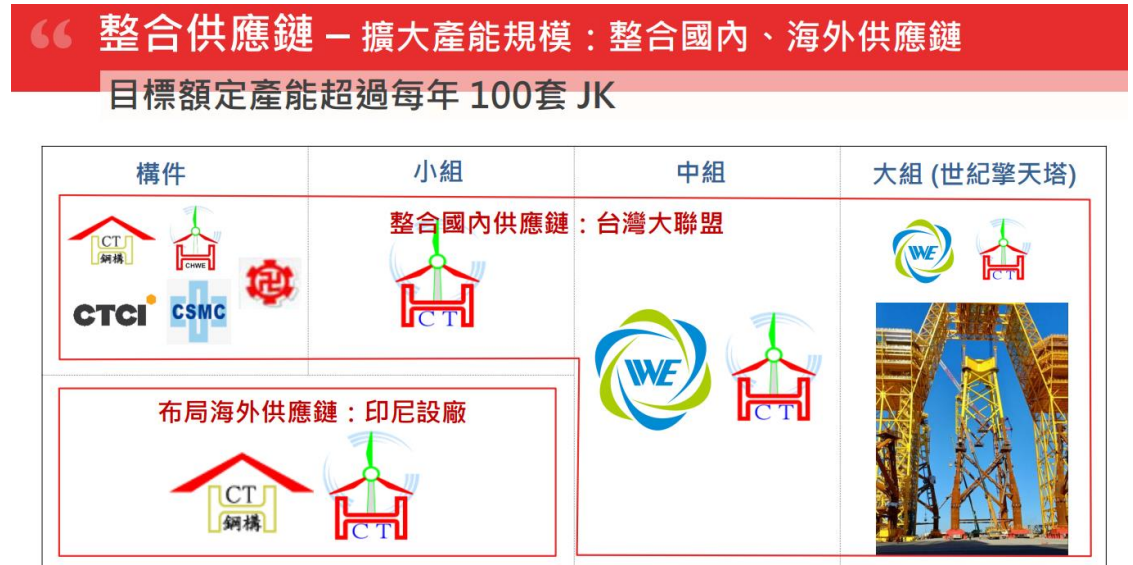 “ 整合供應鏈 – 擴大產能規模：整合國內、海外供應鏈
目標額定產能超過每年 100套 JK
構件
小組
中組
大組 (世紀擎天塔)
整合國內供應鏈：台灣大聯盟
CT
鋼構
CHWE
CTCI
CSMC
CT
IWE
CT
IWE
CT
布局海外供應鏈：印尼設廠
CT
鋼構
CT